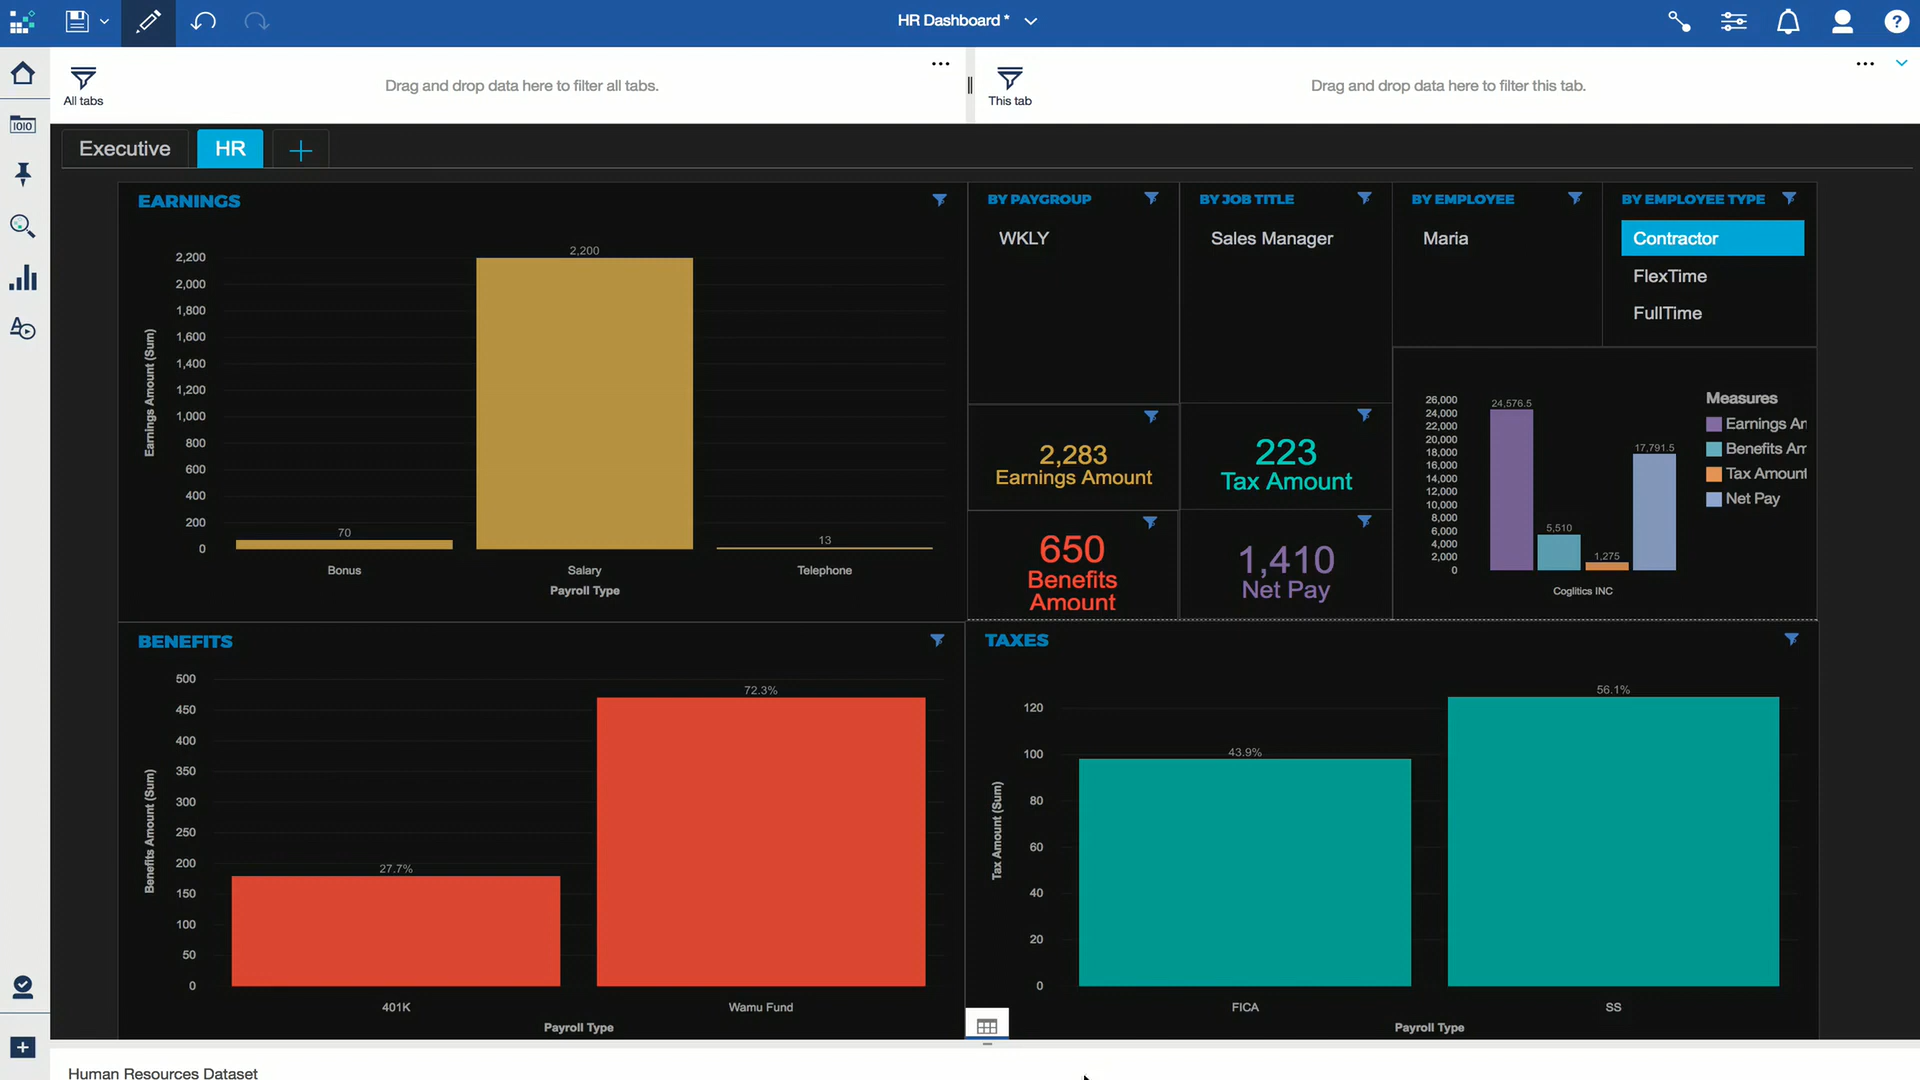 HR Dashboard *
?
All tabs
Drag and drop data here to filter all tabs.
This tab
Drag and drop data here to filter this tab.
Executive
HR
EARNINGS
2,200
2,000
1,800
1,600
1,400
1,200
1,000
800
600
400
200
0
Earnings Amount (Sum)
70
2,200
13
Bonus
Salary
Telephone
Payroll Type
BY PAYGROUP
WKLY
BY JOB TITLE
Sales Manager
BY EMPLOYEE
Maria
BY EMPLOYEE TYPE
Contractor
FlexTime
FullTime
2,283
Earnings Amount
223
Tax Amount
650
Benefits
Amount
1,410
Net Pay
26,000
24,000
22,000
20,000
18,000
16,000
14,000
12,000
10,000
8,000
6,000
4,000
2,000
0
24,576.5
5,510
1,275
17,791.5
Coglitics INC
Measures
Earnings An
Benefits Am
Tax Amount
Net Pay
BENEFITS
500
450
400
350
300
250
200
150
100
50
0
Benefits Amount (Sum)
27.7%
72.3%
401K
Wamu Fund
Payroll Type
TAXES
120
100
80
60
40
20
0
Tax Amount (Sum)
43.9%
56.1%
FICA
SS
Payroll Type
Human Resources Dataset